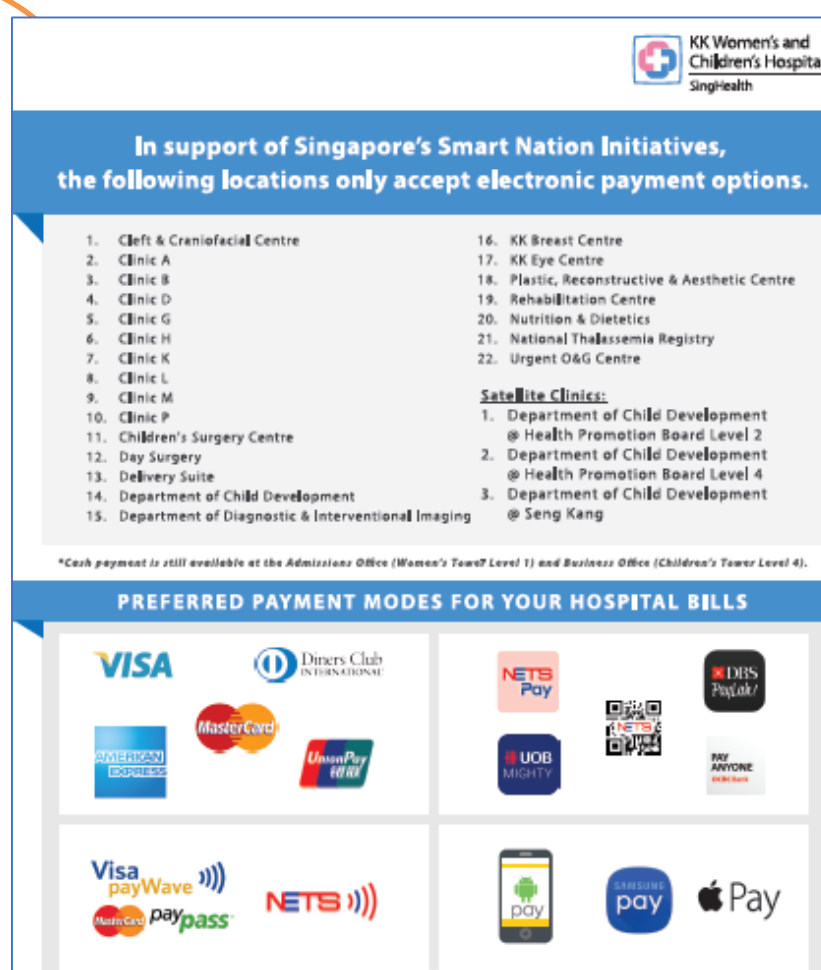 KK Women's and
Children's Hospita
SingHealth
In support of Singapore's Smart Nation Initiatives,
the following locations only accept electronic payment options.
1. Cleft & Craniofacial Centre
2. Clinic A
3. Clinic B
4. Clinic D
5. Clinic G
6. Clinic H
7. Clinic K
8. Clinic L
9. Clinic M
10. Clinic P
11. Children's Surgery Centre
12. Day Surgery
13. Delivery Suite
14. Department of Child Development
15. Department of Diagnostic & Interventional Imaging
16. KK Breast Centre
17. KK Eye Centre
18. Plastic, Reconstructive & Aesthetic Centre
19. Rehabilitation Centre
20. Nutrition & Dietetics
21. National Thalassemia Registry
22. Urgent O&G Centre
Satellite Clinics:
1. Department of Child Development
@ Health Promotion Board Level 2
2. Department of Child Development
@ Health Promotion Board Level 4
3. Department of Child Development
@ Seng Kang
*Cash payment is still available at the Admissions Office (Women's Tower Level 1) and Business Office (Children's Tower Level 4).
PREFERRED PAYMENT MODES FOR YOUR HOSPITAL BILLS
VISA
Diners Club
INTERNATIONAL
MasterCard
AMERICAN
EXPRESS
UnionPay
银联
NETS
Pay
DBS
PayLah!
NETS
UOB
MIGHTY
PAY
ANYONE
OCBC Bank
Visa
payWave
MasterCard paypass
NETS
pay
SAMSUNG
pay
Pay